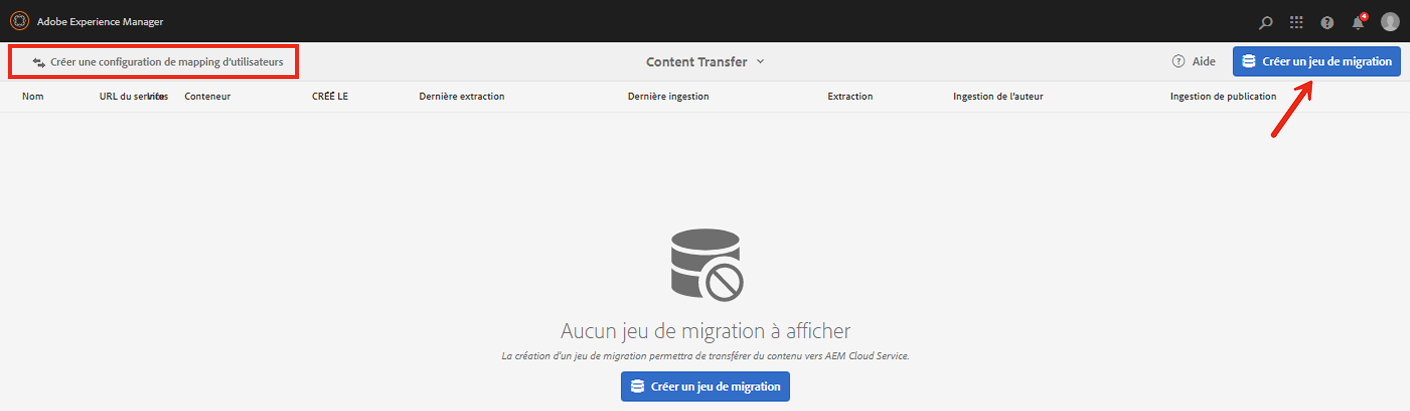 Adobe Experience Manager
4
Créer une configuration de mapping d'utilisateurs
Content Transfer
Aide
Créer un jeu de migration
Nom URL du service Infos Conteneur CRÉÉ LE Dernière extraction Dernière ingestion Extraction Ingestion de l'auteur Ingestion de publication
Aucun jeu de migration à afficher
La création d'un jeu de migration permettra de transférer du contenu vers AEM Cloud Service.
Créer un jeu de migration